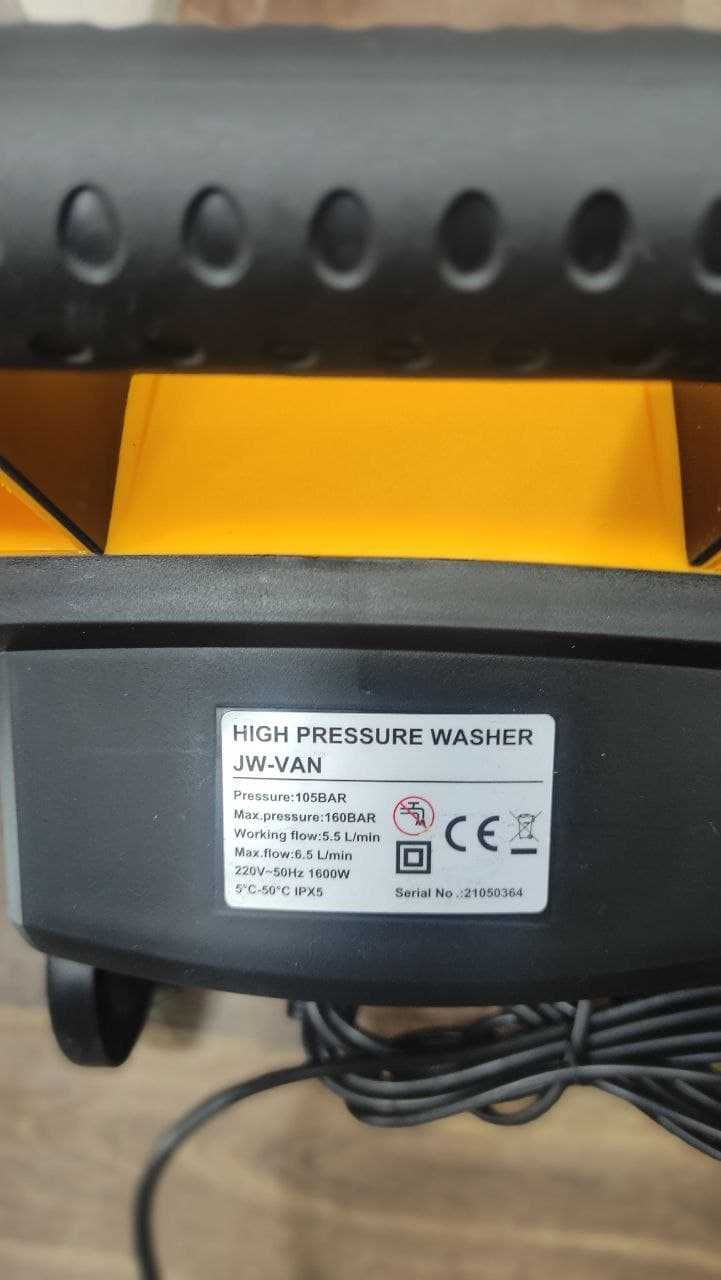 HIGH PRESSURE WASHER
JW-VAN
Pressure:105BAR
Max.pressure:160BAR
Working flow:5.5 L/min
Max.flow:6.5 L/min
220V~50Hz 1600W
5°C-50°C IPX5
CE
Serial No .:21050364